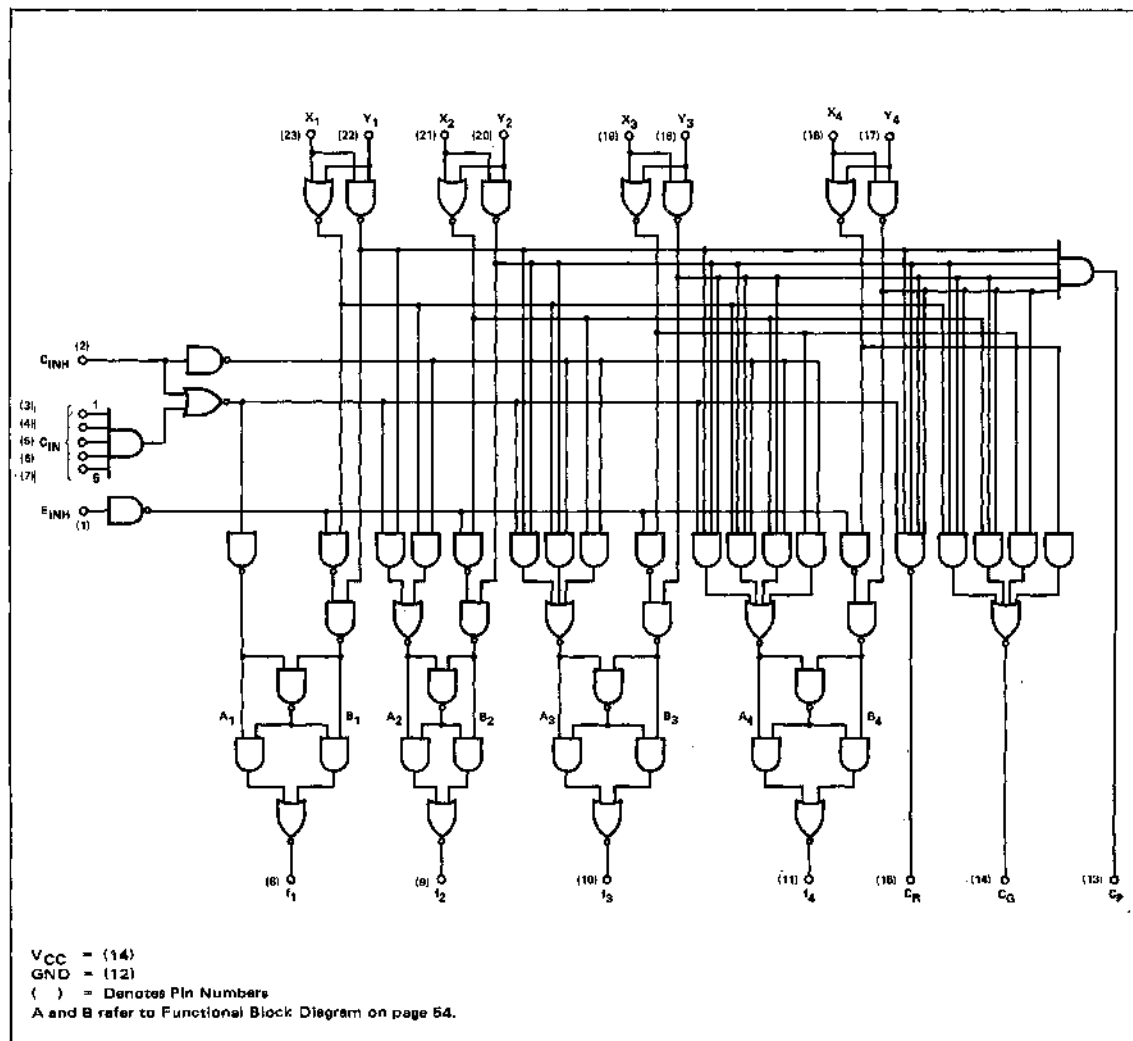 X1 Y1 X2 Y2 X3 Y3 X4 Y4
(23) (22) (21) (20) (19) (18) (16) (17)
(2)
CINH
(3) 1
(4)
(5) CIN
(6)
(7) 5
EINH
(1)
A1 B1 A2 B2 A3 B3 A4 B4
(8) (9) (10) (11) (15) (14) (13)
f1 f2 f3 f4 CR CG CP
VCC = (14)
GND = (12)
( ) = Denotes Pin Numbers
A and B refer to Functional Block Diagram on page 54.